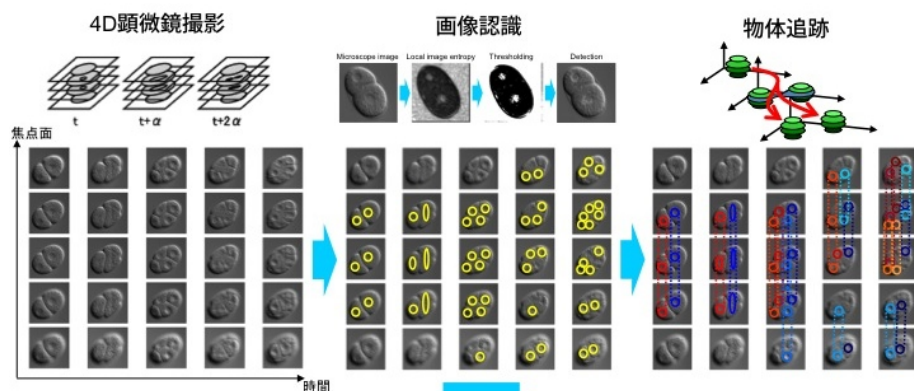 4D顕微鏡撮影
画像認識
物体追跡
Microscope image
Local image entropy
Thresholding
Detection
t
t+α
t+2α
焦点面
時間